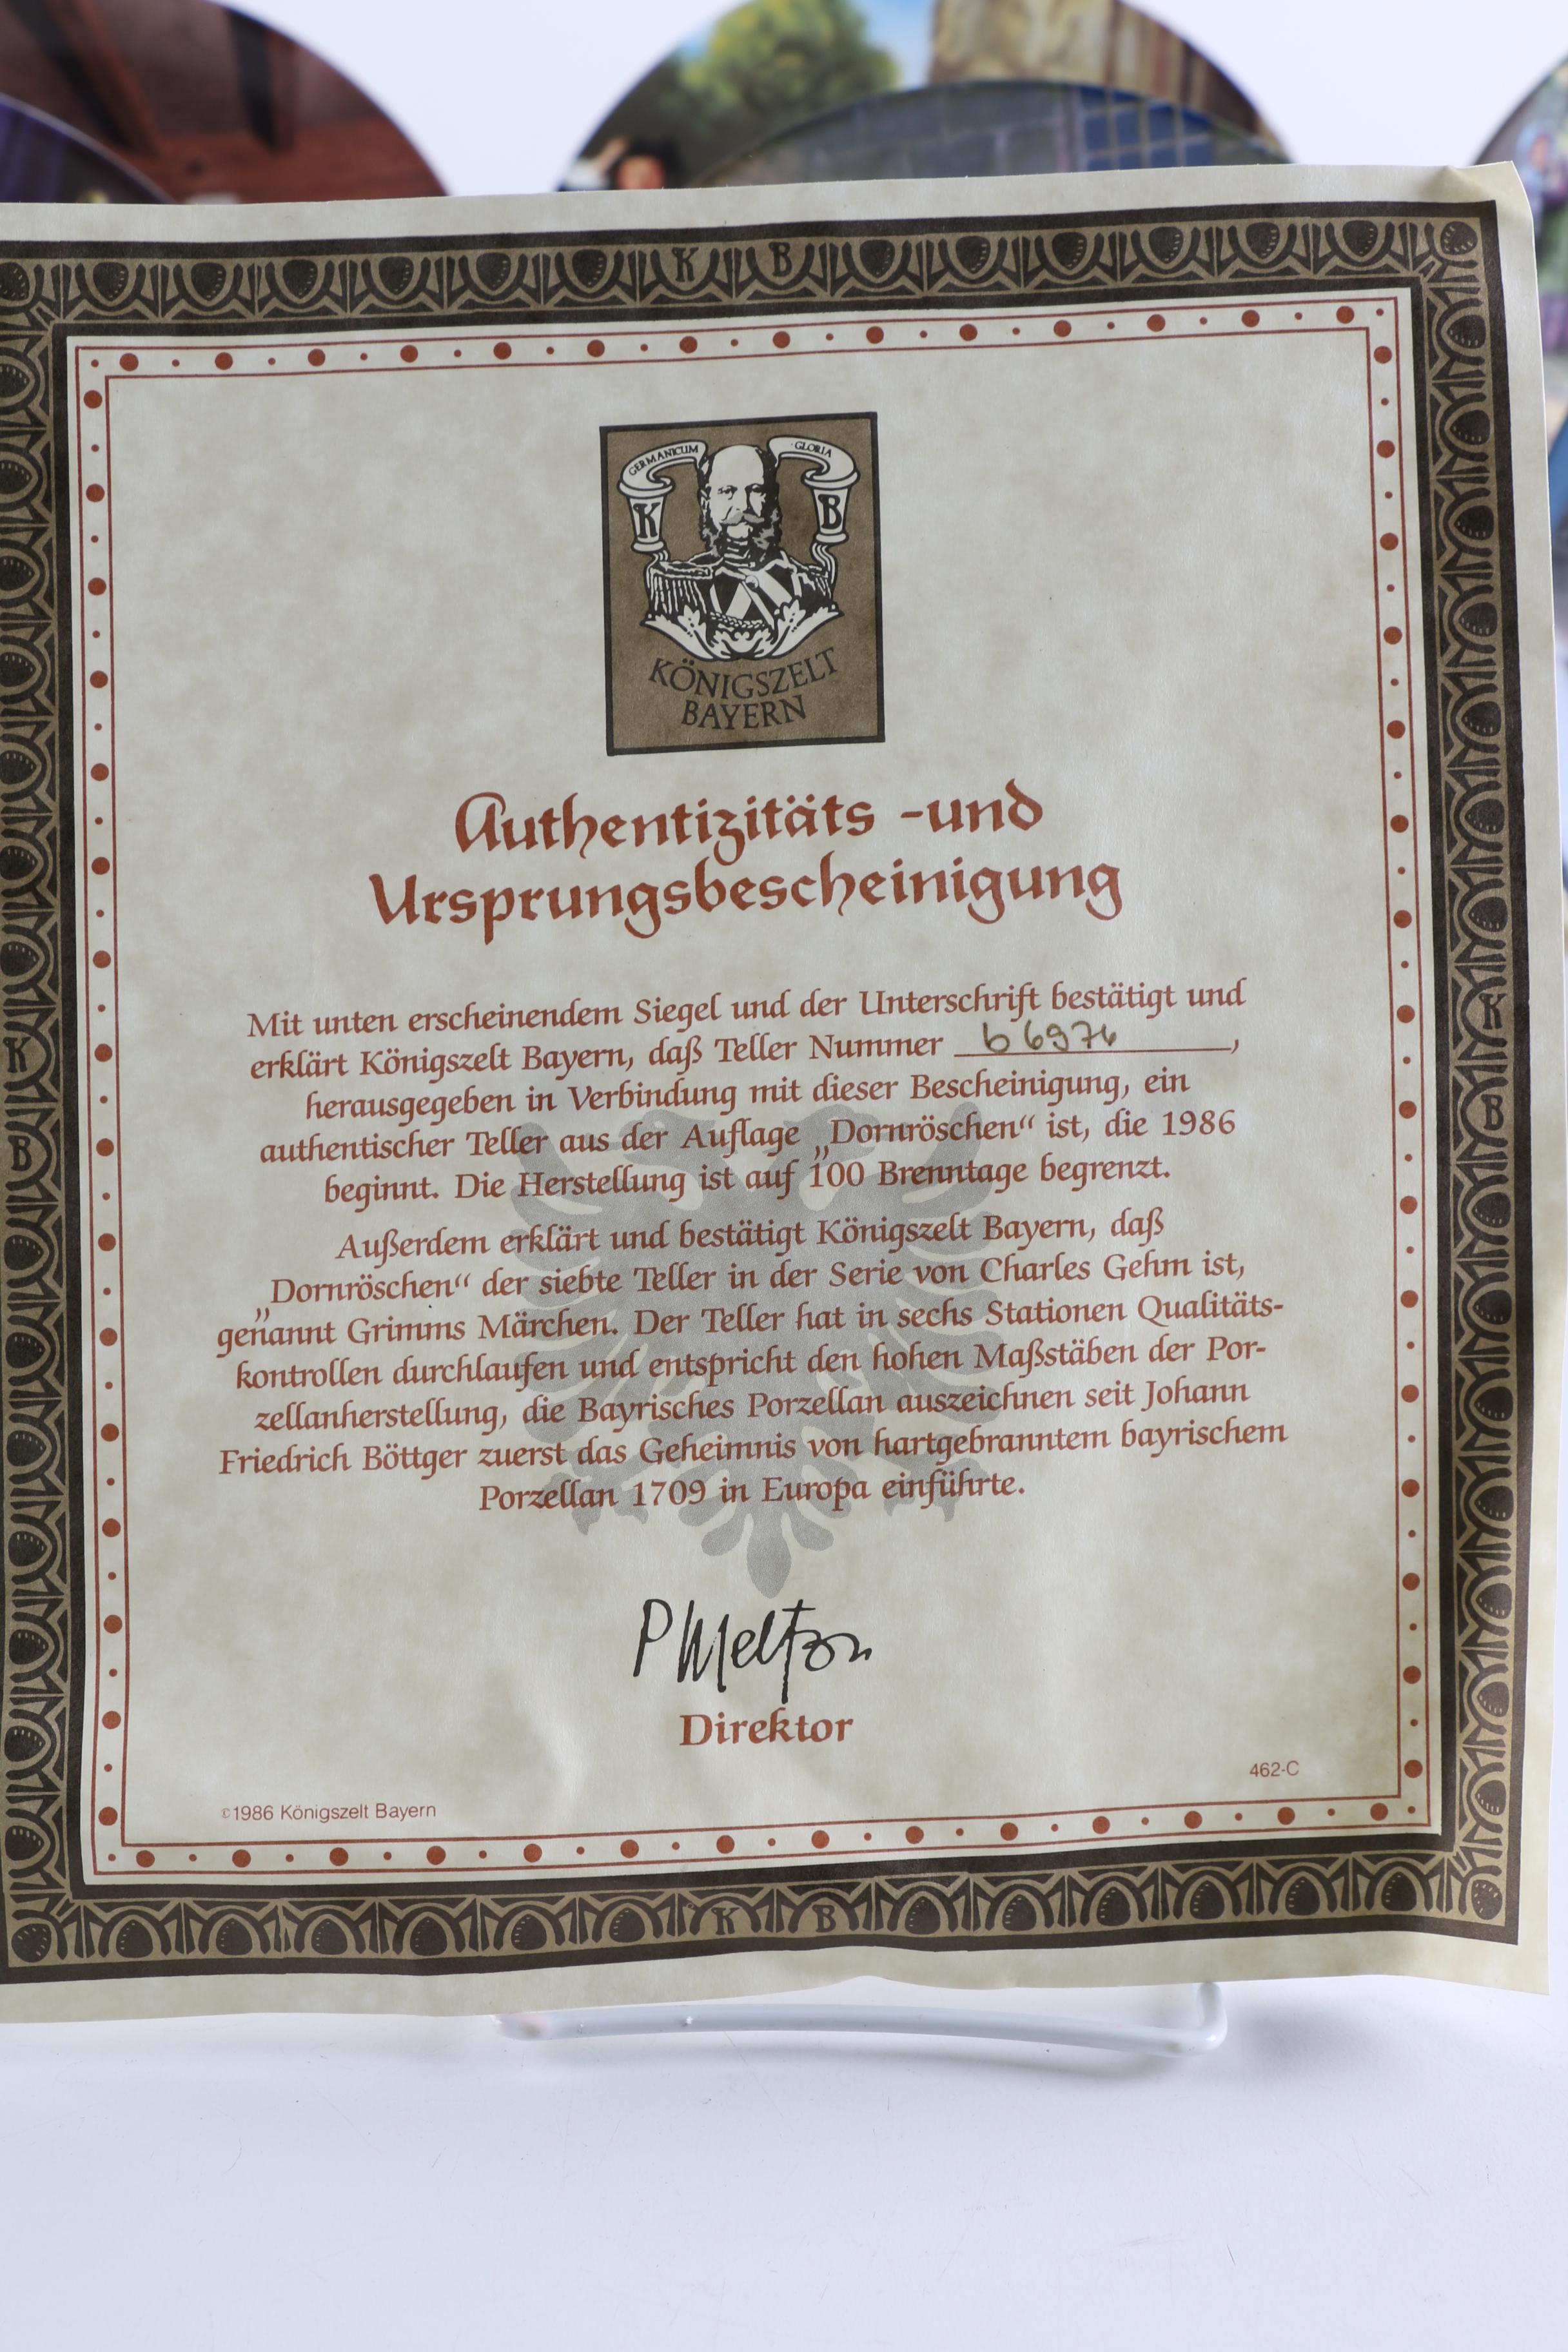 K B
GERMANICUM GLORIA
K B
KÖNIGSZELT
BAYERN
Authentizitäts -und
Ursprungsbescheinigung
Mit unten erscheinendem Siegel und der Unterschrift bestätigt und
erklärt Königszelt Bayern, daß Teller Nummer b 6976,
herausgegeben in Verbindung mit dieser Bescheinigung, ein
authentischer Teller aus der Auflage „Dornröschen“ ist, die 1986
beginnt. Die Herstellung ist auf 100 Brenntage begrenzt.
Außerdem erklärt und bestätigt Königszelt Bayern, daß
„Dornröschen“ der siebte Teller in der Serie von Charles Gehm ist,
genannt Grimms Märchen. Der Teller hat in sechs Stationen Qualitäts-
kontrollen durchlaufen und entspricht den hohen Maßstäben der Por-
zellanherstellung, die Bayrisches Porzellan auszeichnen seit Johann
Friedrich Böttger zuerst das Geheimnis von hartgebranntem bayrischem
Porzellan 1709 in Europa einführte.
P Melton
Direktor
462-C
©1986 Königszelt Bayern
K B
K B
K B